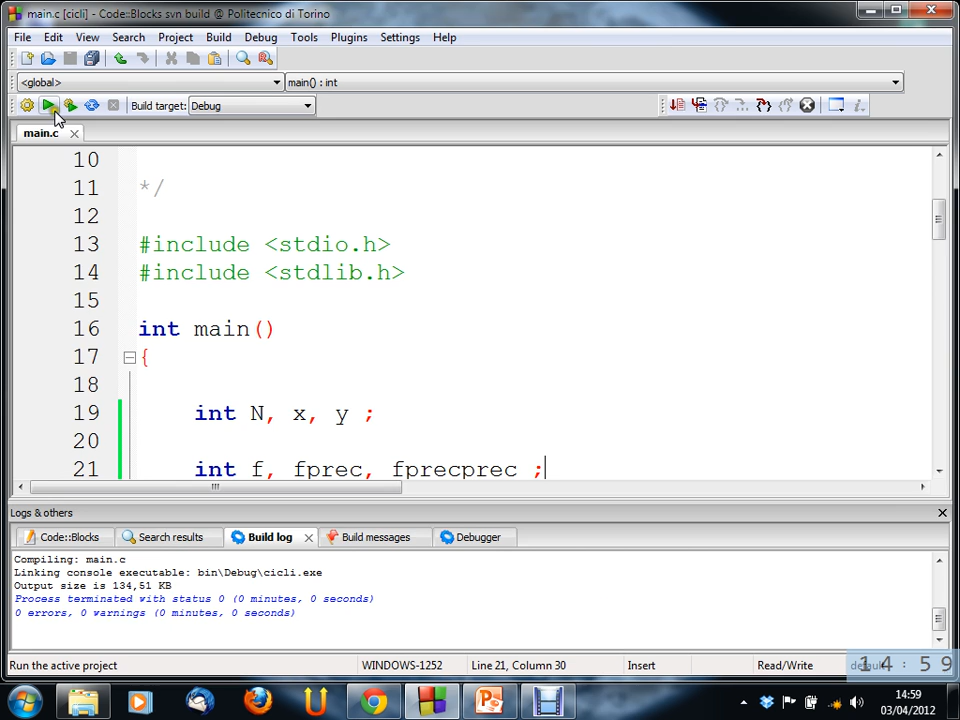 main.c [cicli] - Code::Blocks svn build @ Politecnico di Torino
File Edit View Search Project Build Debug Tools Plugins Settings Help
<global> main() : int
Build target: Debug
main.c
10
11 */
12
13 #include <stdio.h>
14 #include <stdlib.h>
15
16 int main()
17 {
18
19 int N, x, y ;
20
21 int f, fprec, fprecprec ;
Logs & others
Code::Blocks Search results Build log Build messages Debugger
Compiling: main.c
Linking console executable: bin\Debug\cicli.exe
Output size is 134,51 KB
Process terminated with status 0 (0 minutes, 0 seconds)
0 errors, 0 warnings (0 minutes, 0 seconds)
Run the active project WINDOWS-1252 Line 21, Column 30 Insert Read/Write 14:59
14:59
03/04/2012